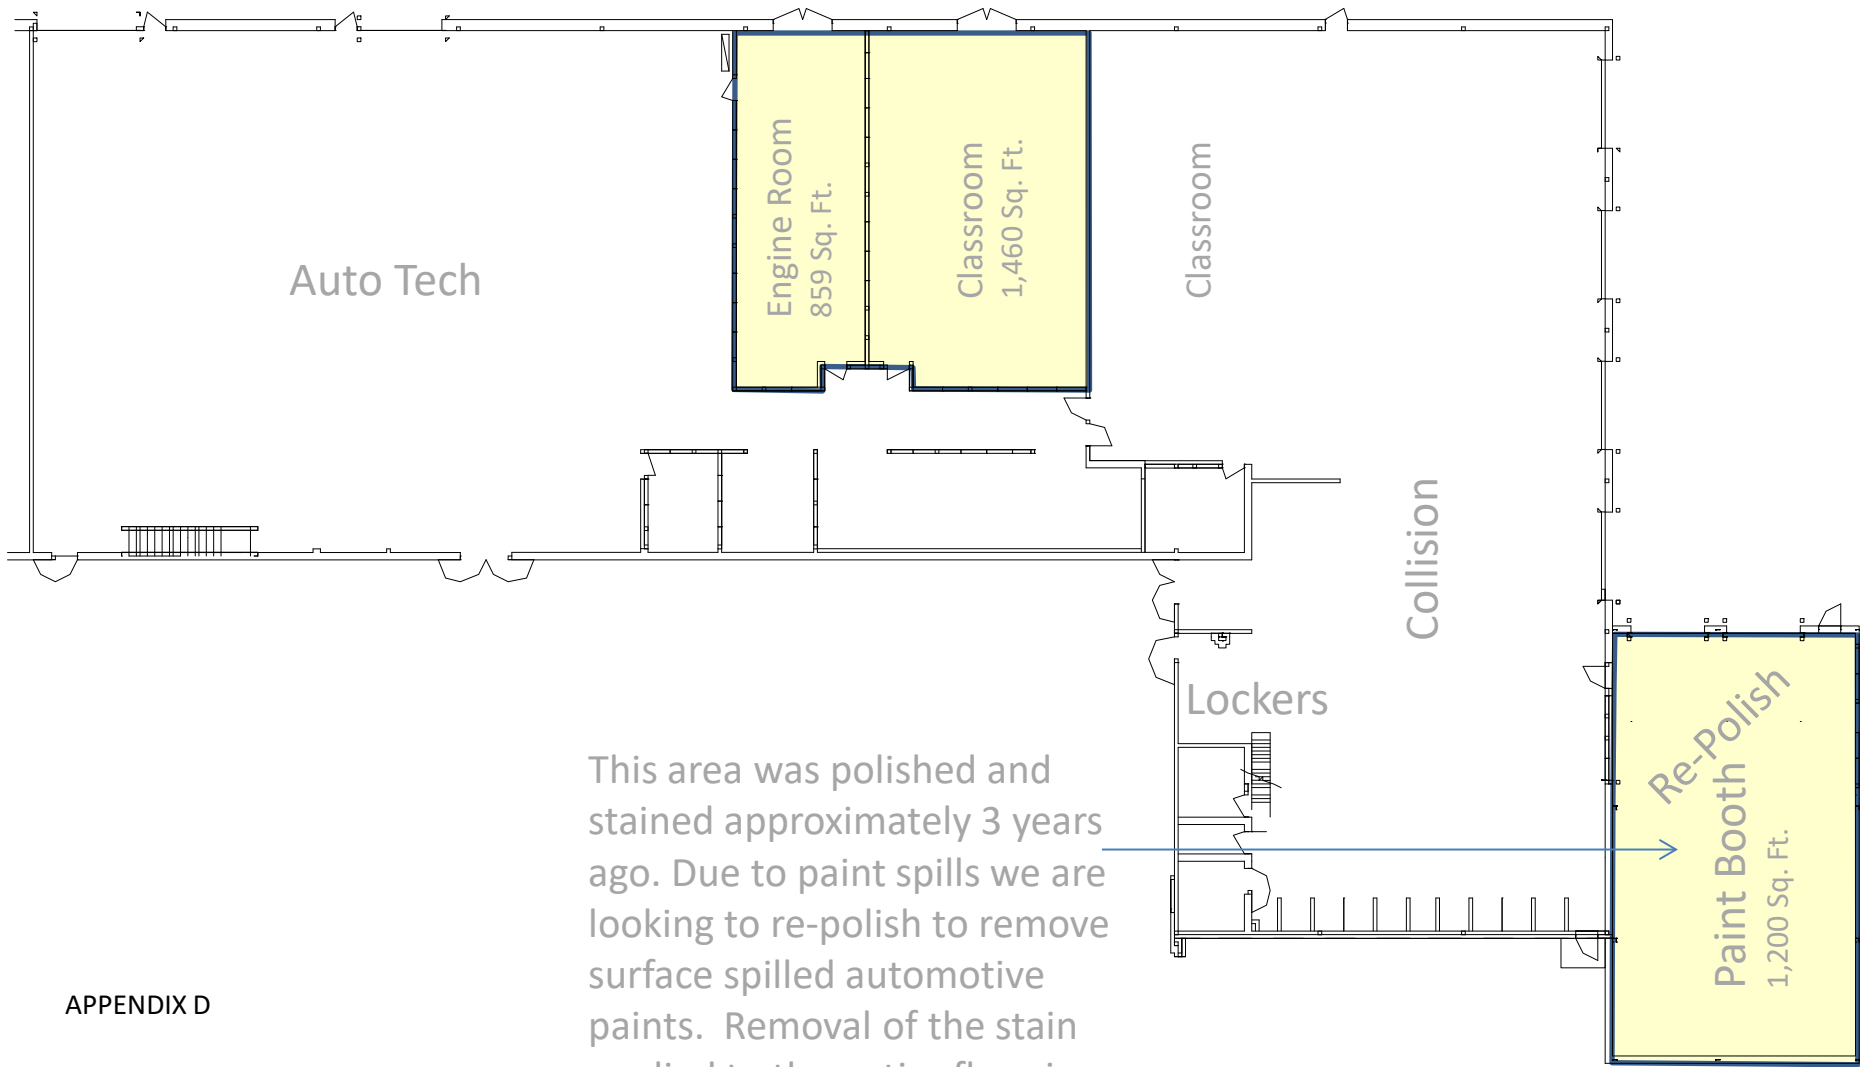 Auto Tech
Engine Room
859 Sq. Ft.
Classroom
1,460 Sq. Ft.
Classroom
Collision
Lockers
Re-Polish
Paint Booth
1,200 Sq. Ft.
This area was polished and
stained approximately 3 years
ago. Due to paint spills we are
looking to re-polish to remove
surface spilled automotive
paints.  Removal of the stain
APPENDIX D